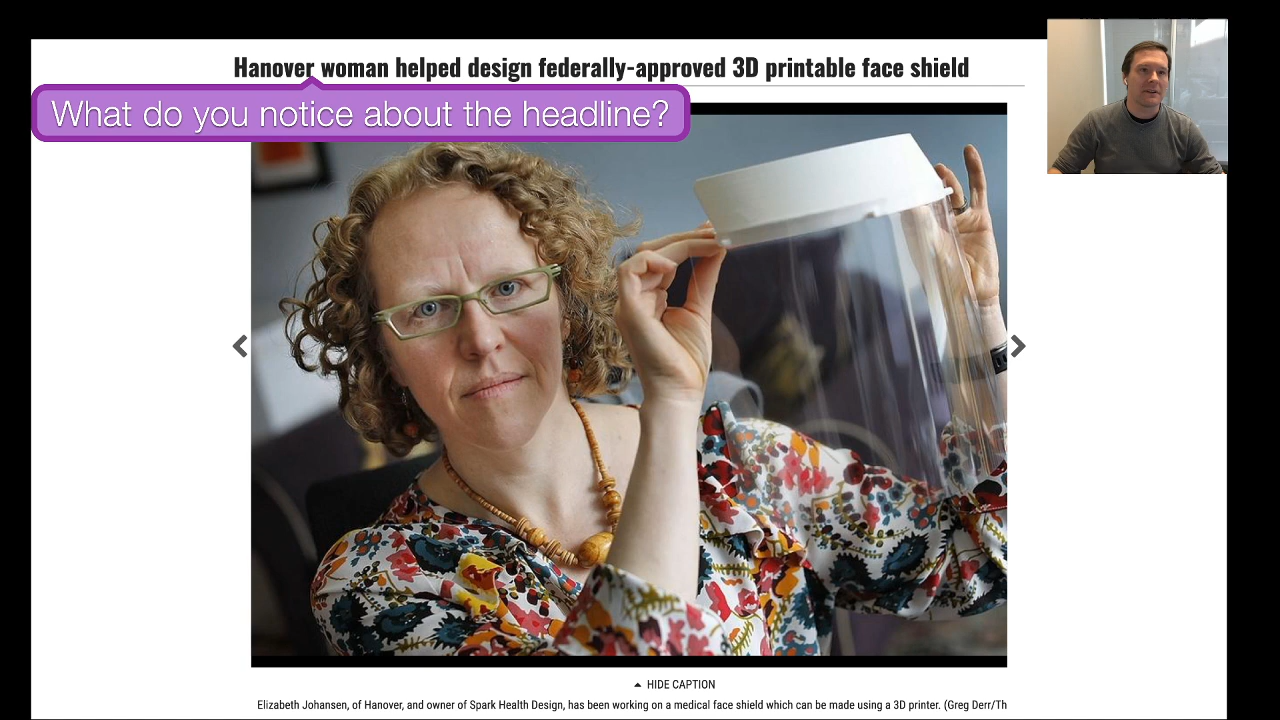 Hanover woman helped design federally-approved 3D printable face shield
What do you notice about the headline?
HIDE CAPTION
Elizabeth Johansen, of Hanover, and owner of Spark Health Design, has been working on a medical face shield which can be made using a 3D printer. (Greg Derr/Th